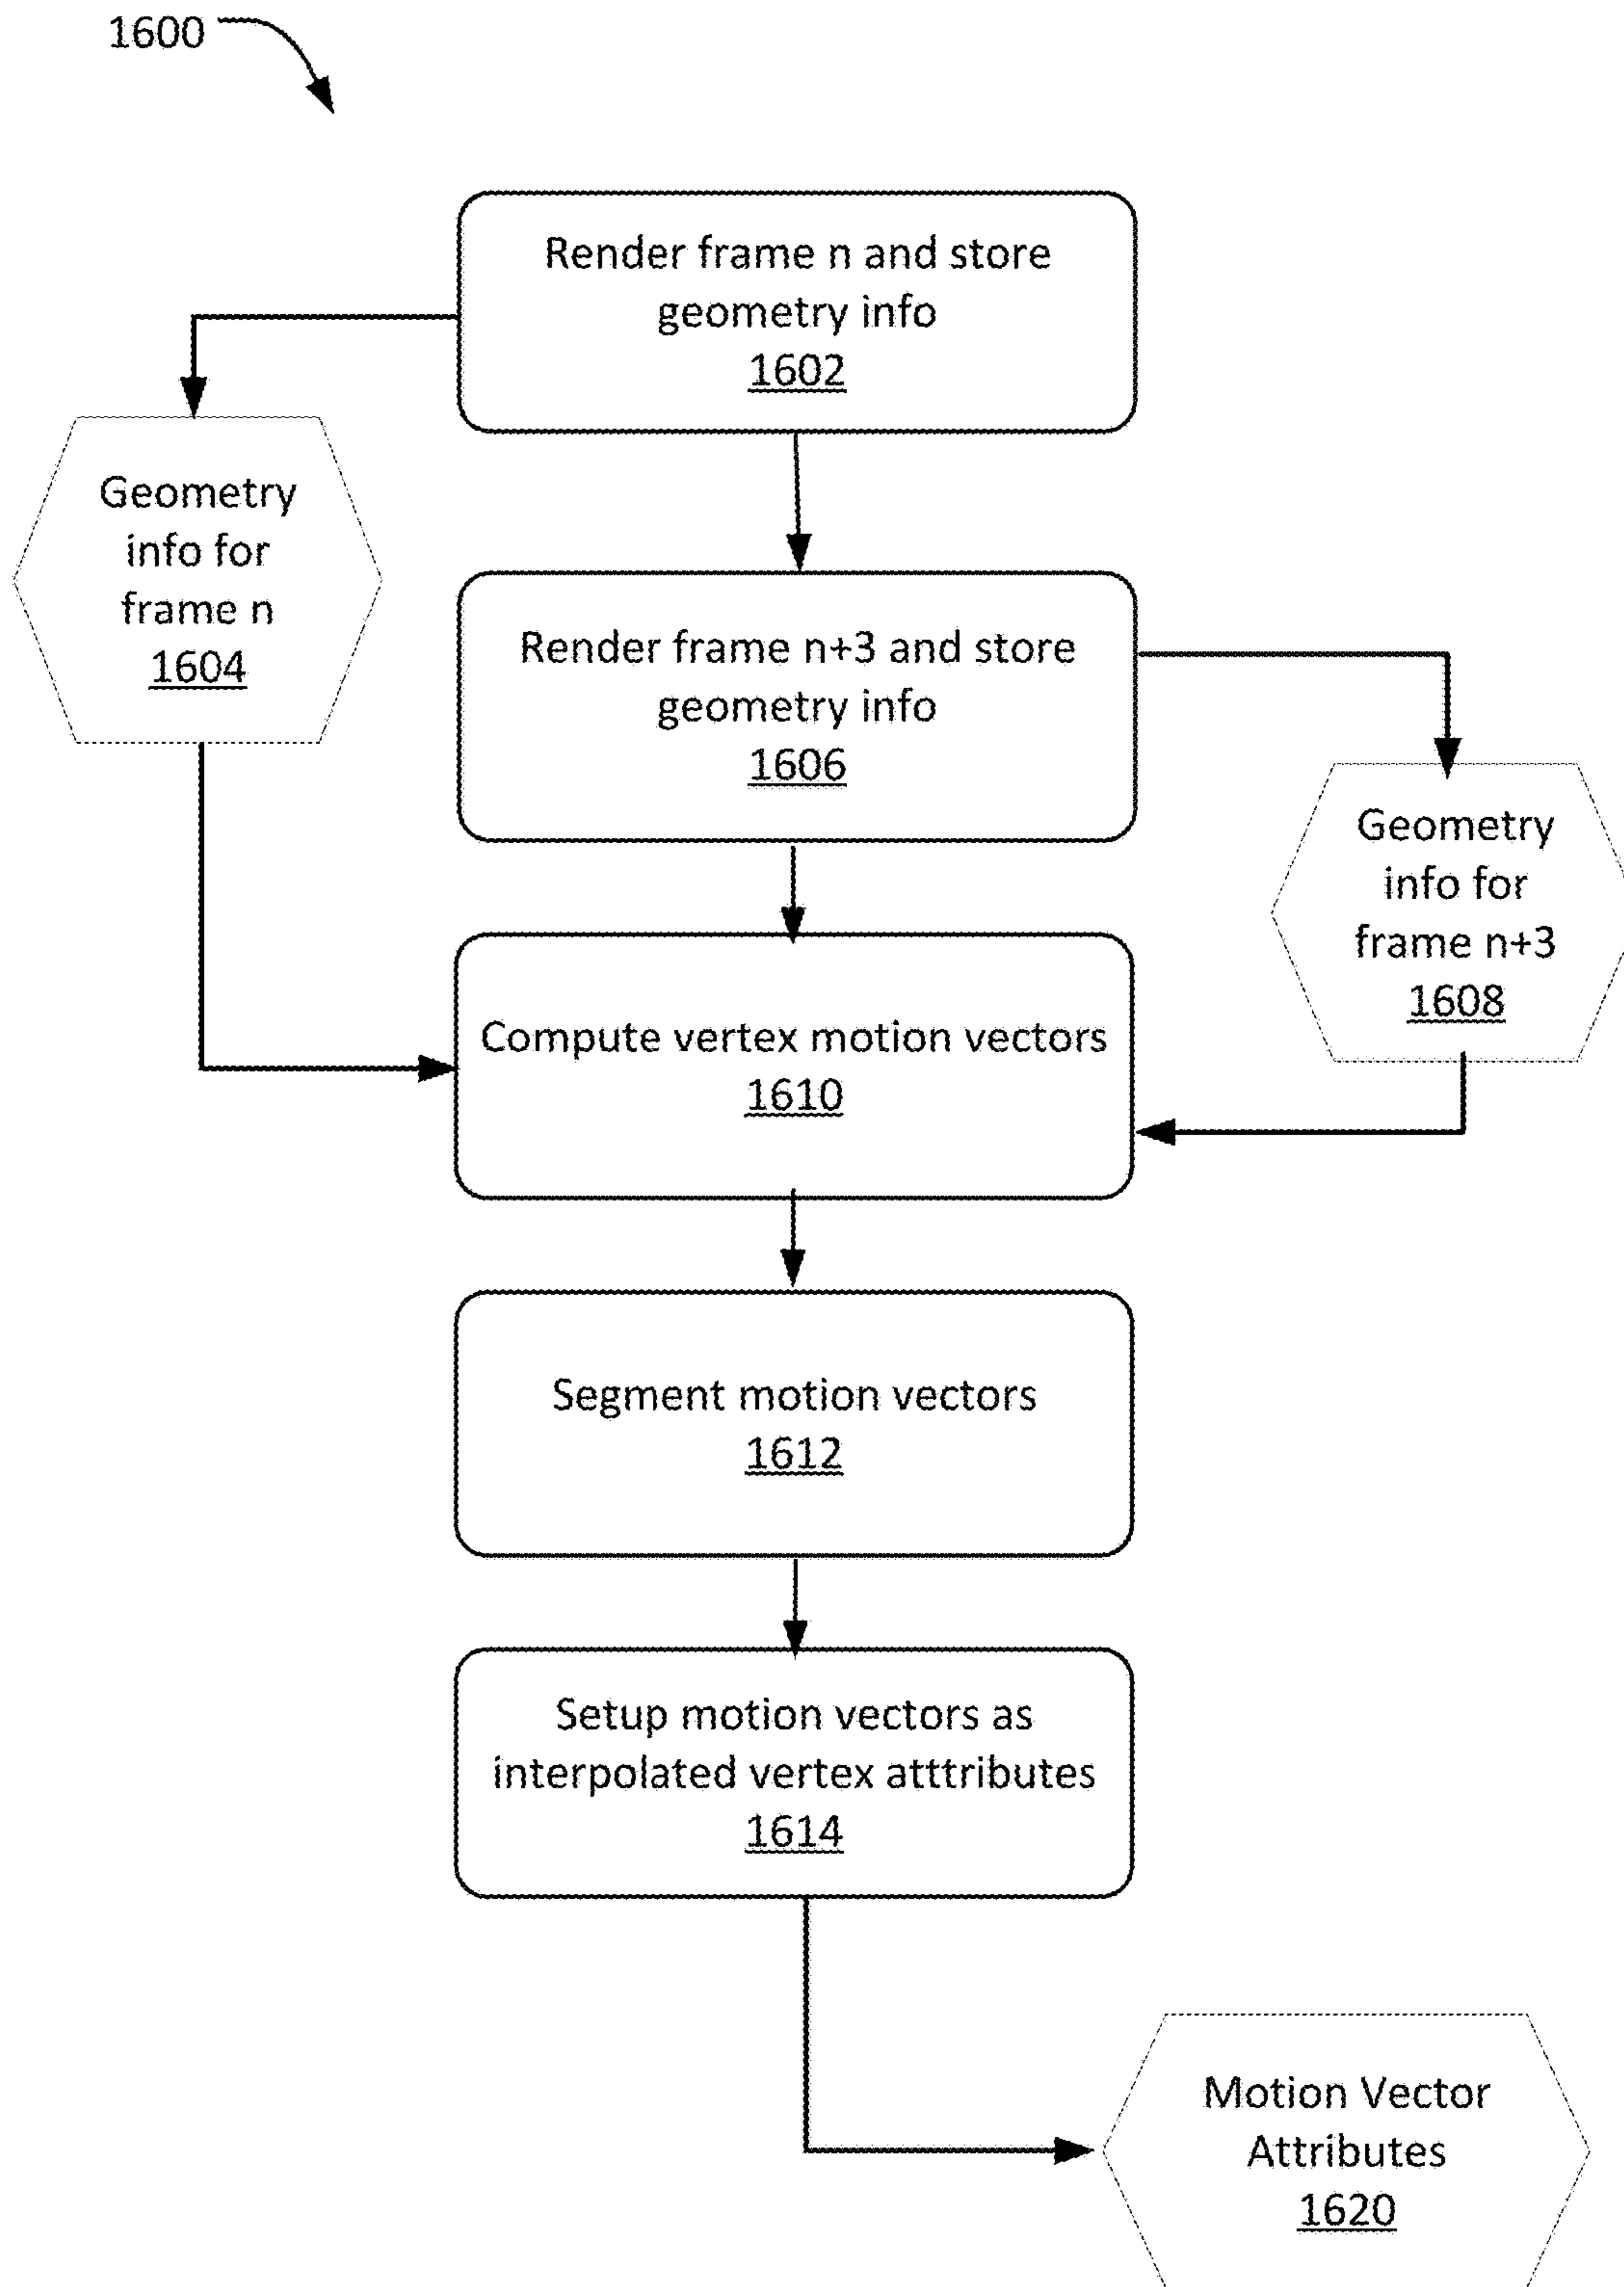 1600
Render frame n and store
geometry info
1602
Geometry
info for
frame n
1604
Render frame n+3 and store
geometry info
1606
Geometry
info for
frame n+3
1608
Compute vertex motion vectors
1610
Segment motion vectors
1612
Setup motion vectors as
interpolated vertex atttributes
1614
Motion Vector
Attributes
1620